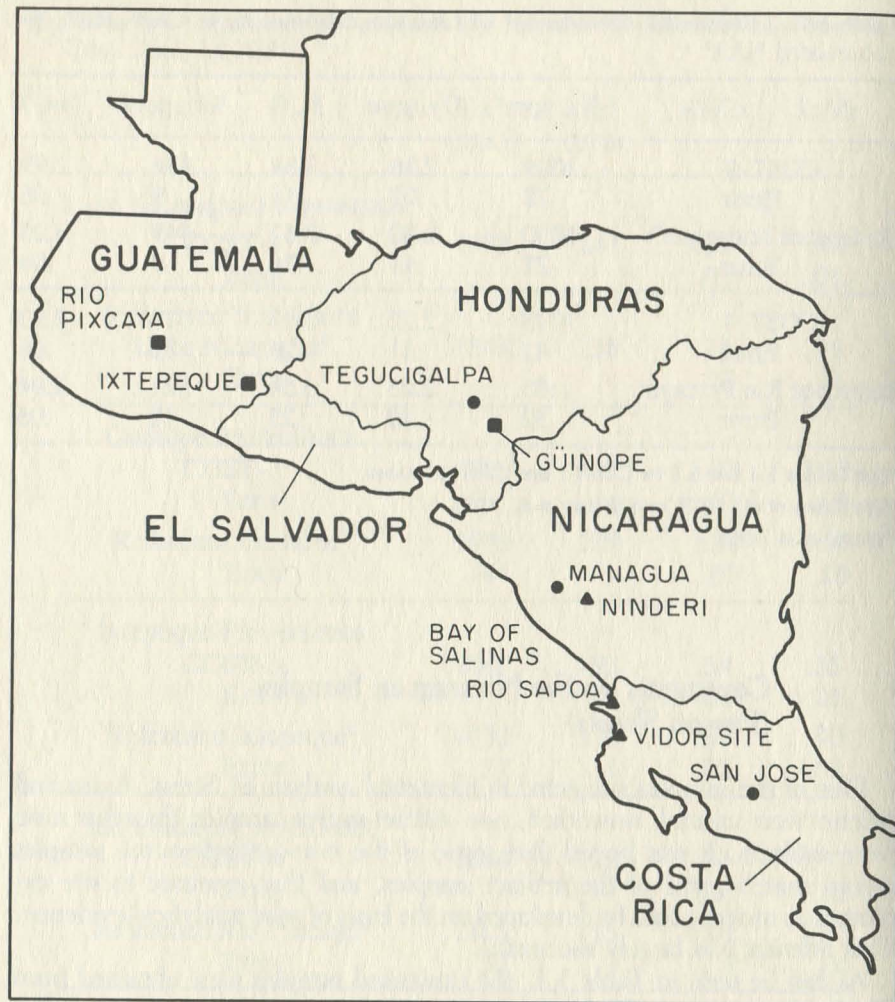 GUATEMALA
RIO
PIXCAYA
IXTEPEQUE
HONDURAS
TEGUCIGALPA
GÜINOPE
EL SALVADOR
NICARAGUA
MANAGUA
NINDERI
BAY OF
SALINAS
RIO SAPOA
VIDOR SITE
SAN JOSE
COSTA
RICA